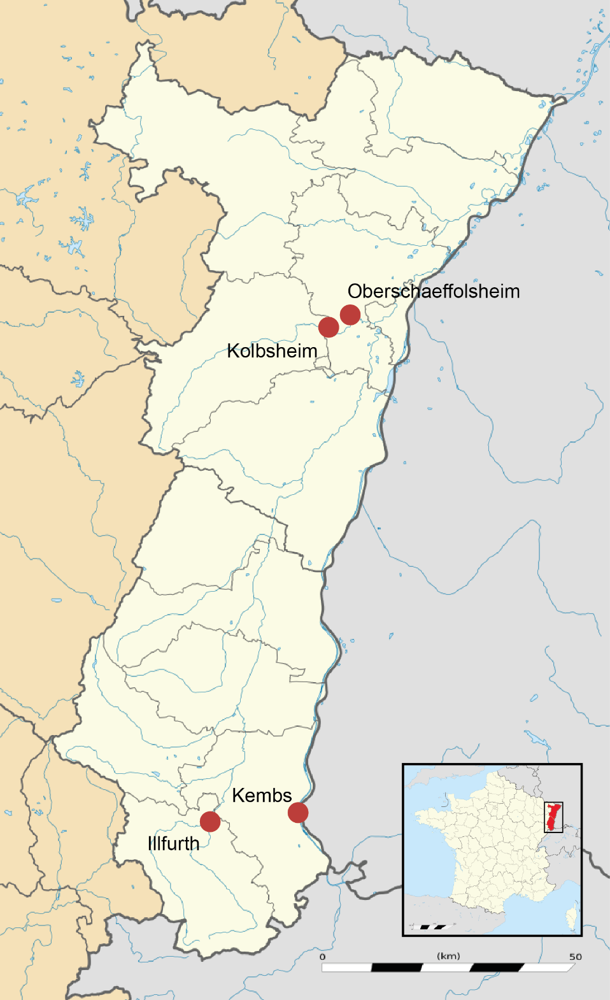 Oberschaeffolsheim
Kolbsheim
Kembs
Illfurth
0 (km) 50